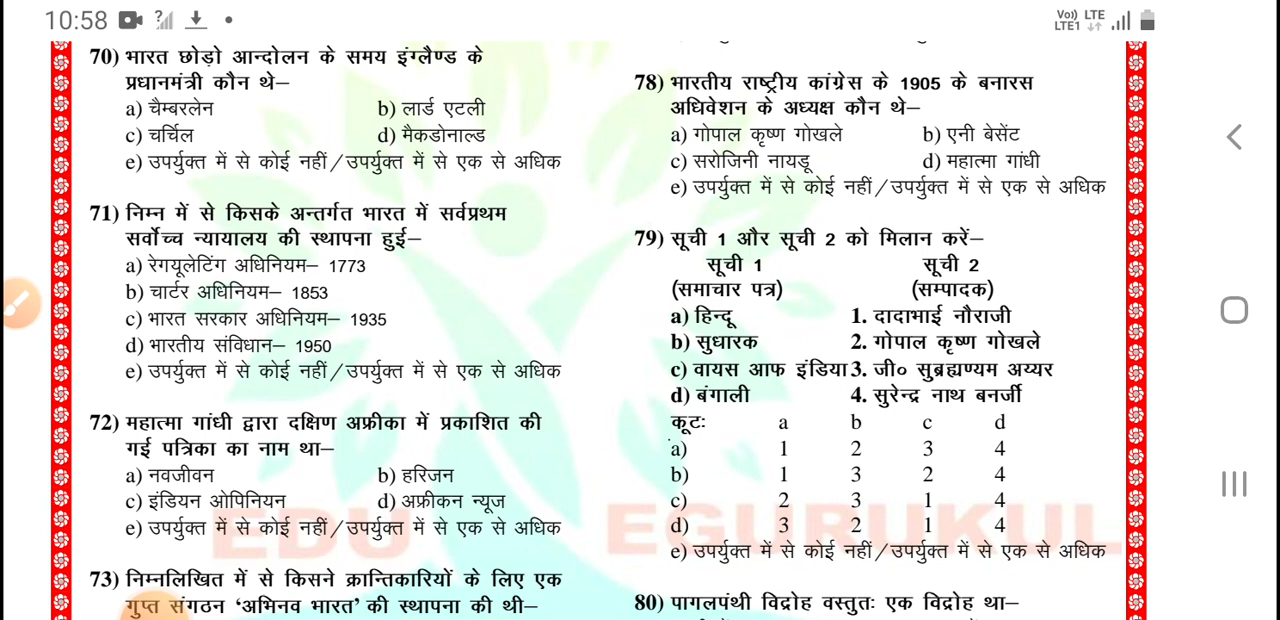 10:58
Vo)) LTE
LTE1
70) भारत छोड़ो आन्दोलन के समय इंग्लैण्ड के
प्रधानमंत्री कौन थे–
a) चैम्बरलेन b) लार्ड एटली
c) चर्चिल d) मैकडोनाल्ड
e) उपर्युक्त में से कोई नहीं/उपर्युक्त में से एक से अधिक
71) निम्न में से किसके अन्तर्गत भारत में सर्वप्रथम
सर्वोच्च न्यायालय की स्थापना हुई–
a) रेगयूलेटिंग अधिनियम– 1773
b) चार्टर अधिनियम– 1853
c) भारत सरकार अधिनियम– 1935
d) भारतीय संविधान– 1950
e) उपर्युक्त में से कोई नहीं/उपर्युक्त में से एक से अधिक
72) महात्मा गांधी द्वारा दक्षिण अफ्रीका में प्रकाशित की
गई पत्रिका का नाम था–
a) नवजीवन b) हरिजन
c) इंडियन ओपिनियन d) अफ्रीकन न्यूज
e) उपर्युक्त में से कोई नहीं/उपर्युक्त में से एक से अधिक
73) निम्नलिखित में से किसने क्रान्तिकारियों के लिए एक
गुप्त संगठन ‘अभिनव भारत’ की स्थापना की थी–
78) भारतीय राष्ट्रीय कांग्रेस के 1905 के बनारस
अधिवेशन के अध्यक्ष कौन थे–
a) गोपाल कृष्ण गोखले b) एनी बेसेंट
c) सरोजिनी नायडू d) महात्मा गांधी
e) उपर्युक्त में से कोई नहीं/उपर्युक्त में से एक से अधिक
79) सूची 1 और सूची 2 को मिलान करें–
सूची 1 सूची 2
(समाचार पत्र) (सम्पादक)
a) हिन्दू 1. दादाभाई नौराजी
b) सुधारक 2. गोपाल कृष्ण गोखले
c) वायस आफ इंडिया 3. जी० सुब्रह्मण्यम अय्यर
d) बंगाली 4. सुरेन्द्र नाथ बनर्जी
कूटः a b c d
a) 1 2 3 4
b) 1 3 2 4
c) 2 3 1 4
d) 3 2 1 4
e) उपर्युक्त में से कोई नहीं/उपर्युक्त में से एक से अधिक
80) पागलपंथी विद्रोह वस्तुतः एक विद्रोह था–
EDU EGURUKUL